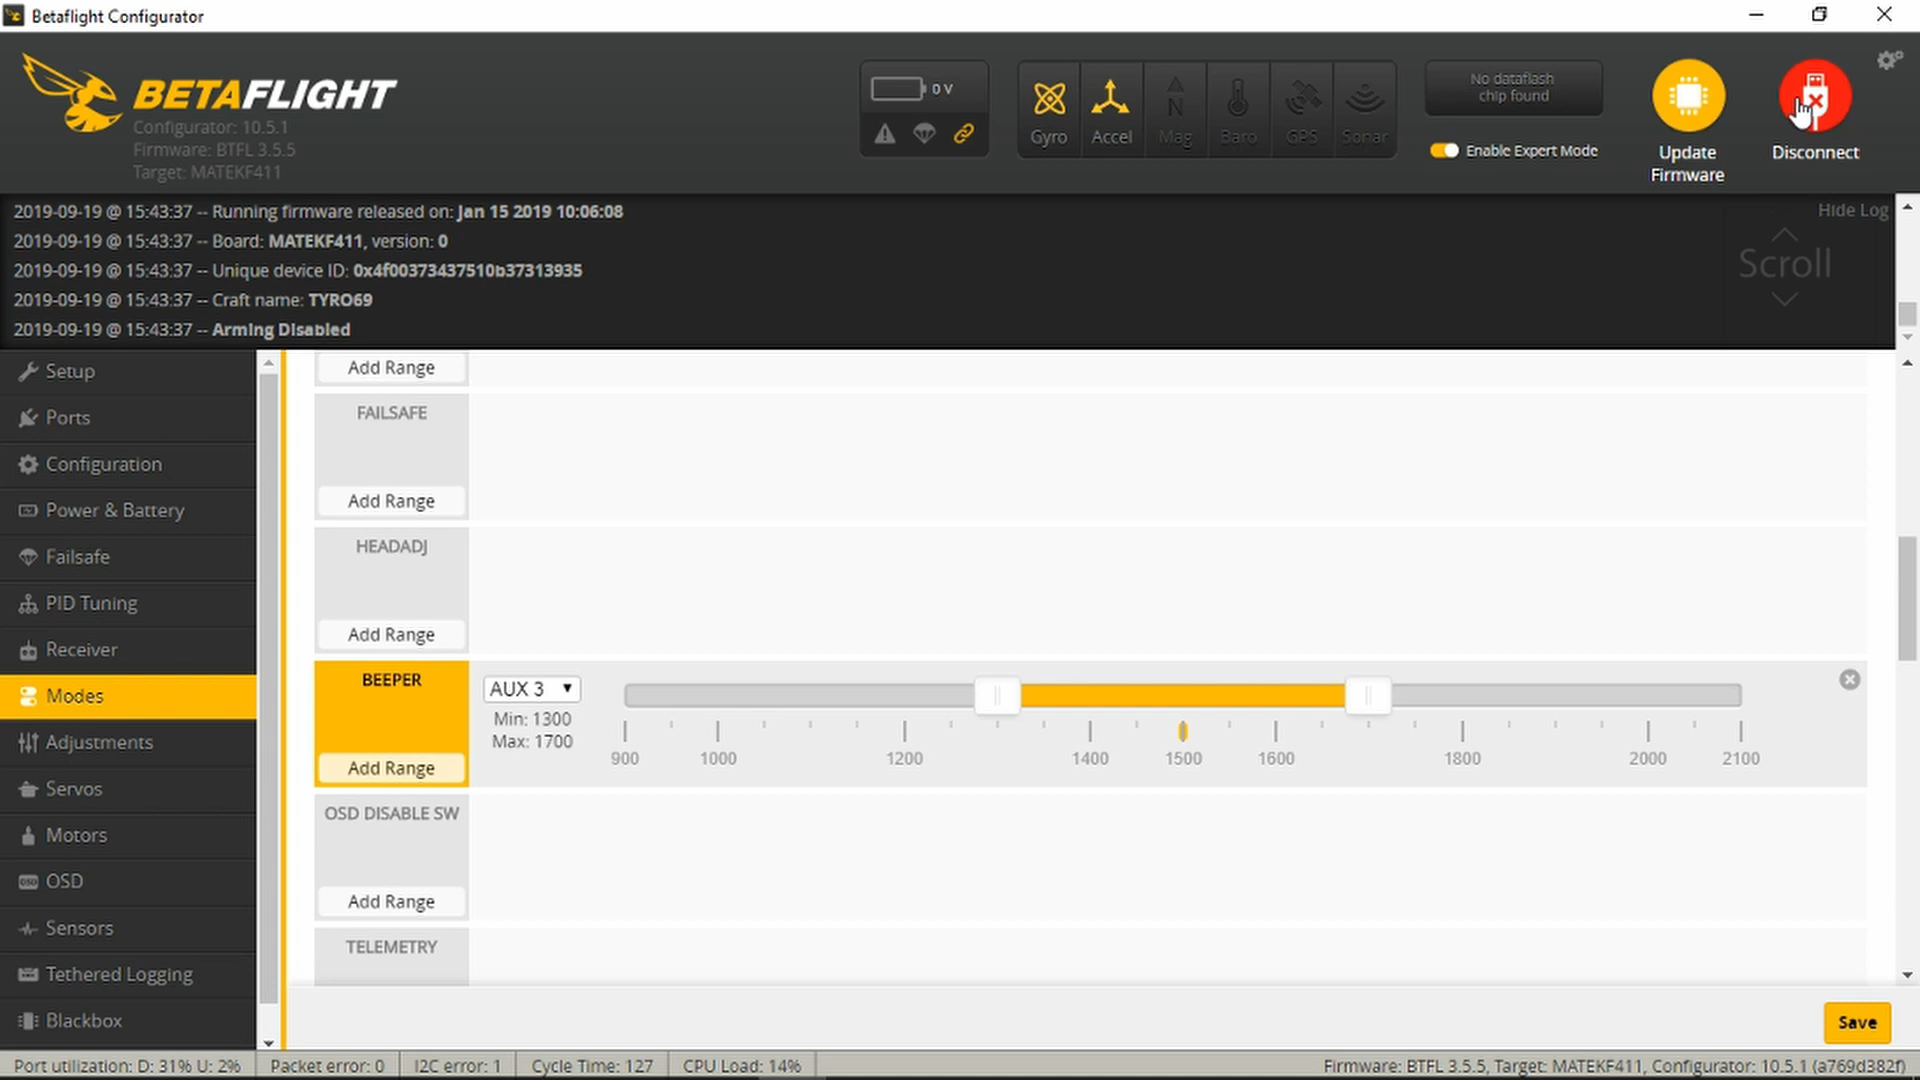 Betaflight Configurator
BETAFLIGHT
Configurator: 10.5.1
Firmware: BTFL 3.5.5
Target: MATEKF411
0 V
Gyro
Accel
Mag
Baro
GPS
Sonar
No dataflash
chip found
Enable Expert Mode
Update
Firmware
Disconnect
2019-09-19 @ 15:43:37 -- Running firmware released on: Jan 15 2019 10:06:08
2019-09-19 @ 15:43:37 -- Board: MATEKF411, version: 0
2019-09-19 @ 15:43:37 -- Unique device ID: 0x4f00373437510b37313935
2019-09-19 @ 15:43:37 -- Craft name: TYRO69
2019-09-19 @ 15:43:37 -- Arming Disabled
Hide Log
Scroll
Setup
Ports
Configuration
Power & Battery
Failsafe
PID Tuning
Receiver
Modes
Adjustments
Servos
Motors
OSD
Sensors
Tethered Logging
Blackbox
Add Range
FAILSAFE
Add Range
HEADADJ
Add Range
BEEPER
Add Range
AUX 3
Min: 1300
Max: 1700
900 1000 1200 1400 1500 1600 1800 2000 2100
OSD DISABLE SW
Add Range
TELEMETRY
Save
Port utilization: D: 31% U: 2%
Packet error: 0
I2C error: 1
Cycle Time: 127
CPU Load: 14%
Firmware: BTFL 3.5.5, Target: MATEKF411, Configurator: 10.5.1 (a769d382f)